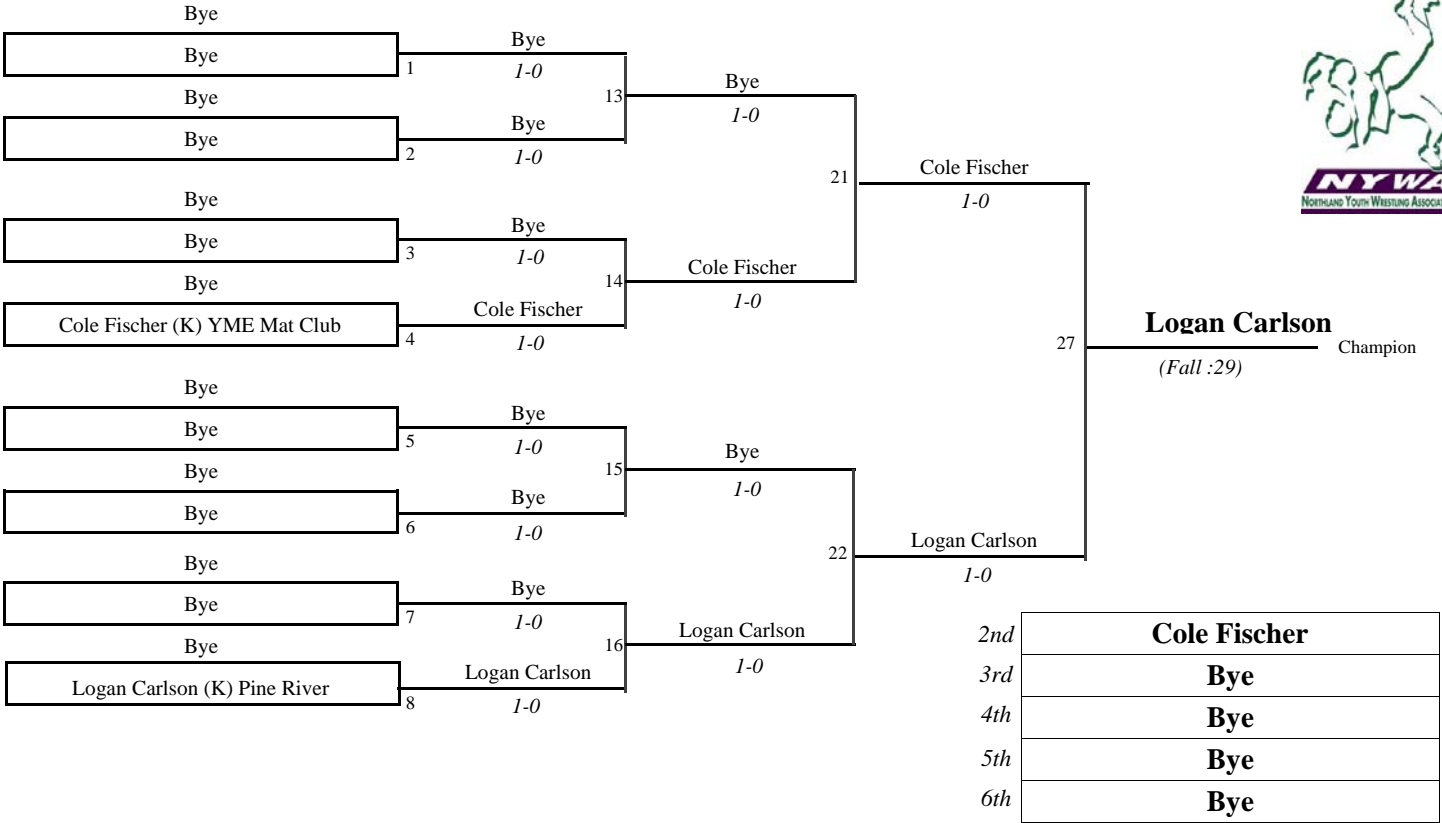 Bye
Bye
1
Bye
1-0
Bye
Bye
2
Bye
1-0
13
Bye
1-0
Bye
Bye
3
Bye
1-0
Bye
Cole Fischer (K) YME Mat Club
4
Cole Fischer
1-0
14
Cole Fischer
1-0
21
Cole Fischer
1-0
Bye
Bye
5
Bye
1-0
Bye
Bye
6
Bye
1-0
15
Bye
1-0
Bye
Bye
7
Bye
1-0
Bye
Logan Carlson (K) Pine River
8
Logan Carlson
1-0
16
Logan Carlson
1-0
22
Logan Carlson
1-0
27
Logan Carlson
(Fall :29)
Champion
NYWA
NORTHLAND YOUTH WRESTLING
2nd Cole Fischer
3rd Bye
4th Bye
5th Bye
6th Bye